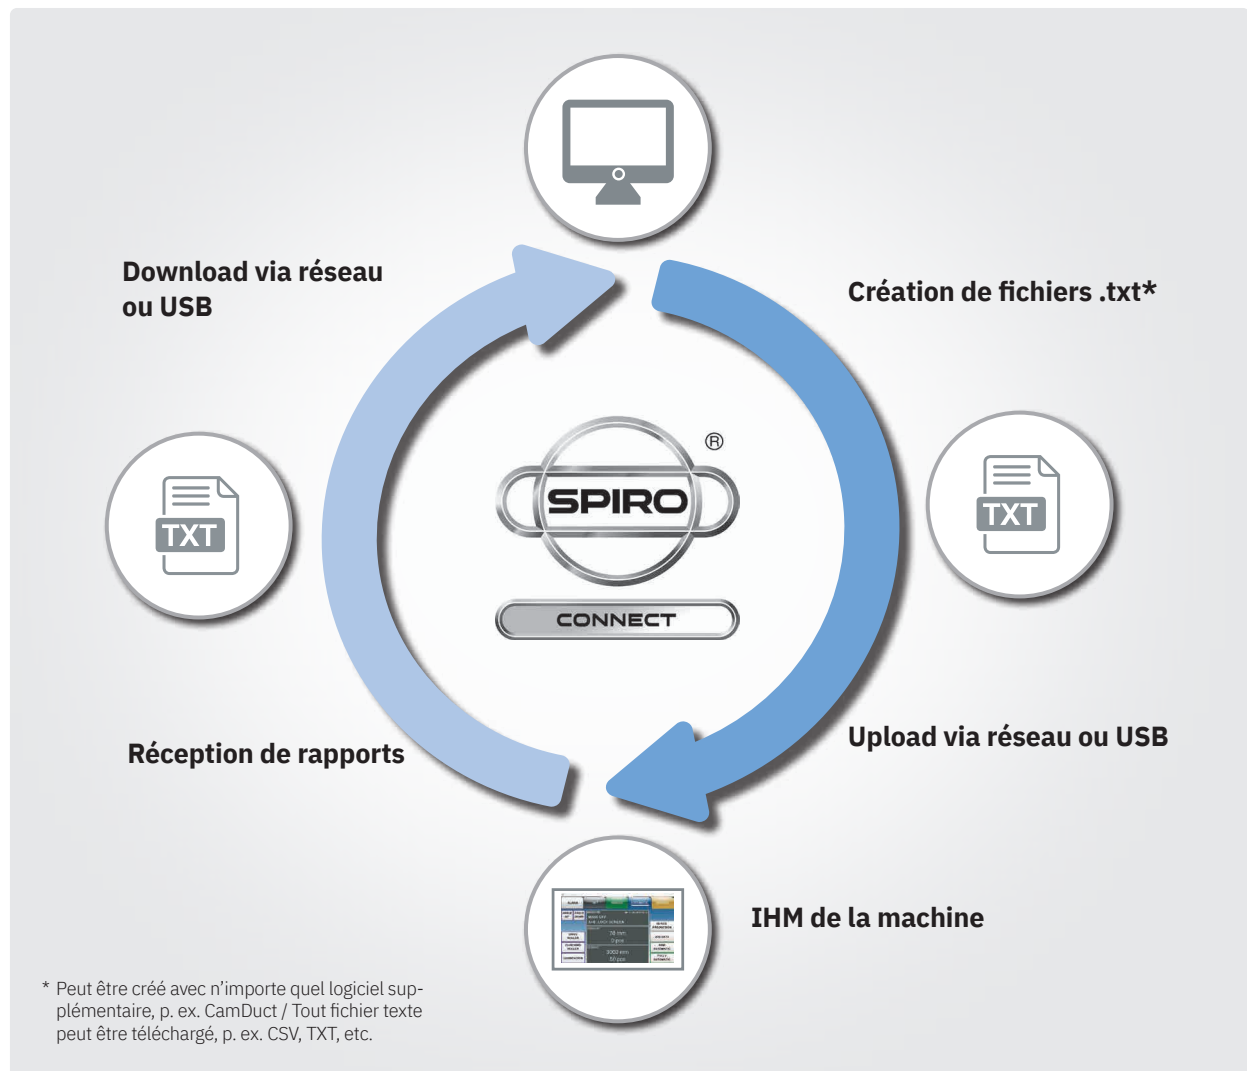 Download via réseau
ou USB
Création de fichiers .txt*
®
SPIRO
CONNECT
TXT
TXT
Réception de rapports
Upload via réseau ou USB
IHM de la machine
* Peut être créé avec n’importe quel logiciel sup-
plémentaire, p. ex. CamDuct / Tout fichier texte
peut être téléchargé, p. ex. CSV, TXT, etc.